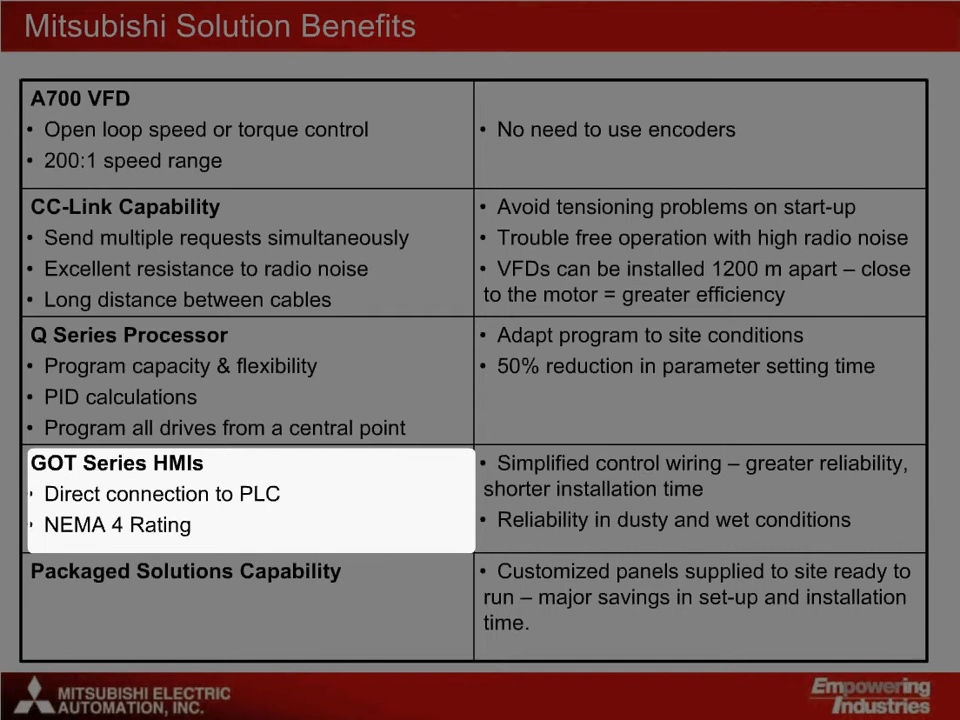 Mitsubishi Solution Benefits
A700 VFD
• Open loop speed or torque control
• 200:1 speed range
• No need to use encoders
CC-Link Capability
• Send multiple requests simultaneously
• Excellent resistance to radio noise
• Long distance between cables
• Avoid tensioning problems on start-up
• Trouble free operation with high radio noise
• VFDs can be installed 1200 m apart – close
to the motor = greater efficiency
Q Series Processor
• Program capacity & flexibility
• PID calculations
• Program all drives from a central point
• Adapt program to site conditions
• 50% reduction in parameter setting time
GOT Series HMIs
• Direct connection to PLC
• NEMA 4 Rating
• Simplified control wiring – greater reliability,
shorter installation time
• Reliability in dusty and wet conditions
Packaged Solutions Capability
• Customized panels supplied to site ready to
run – major savings in set-up and installation
time.
MITSUBISHI ELECTRIC
AUTOMATION, INC.
Empowering
Industries